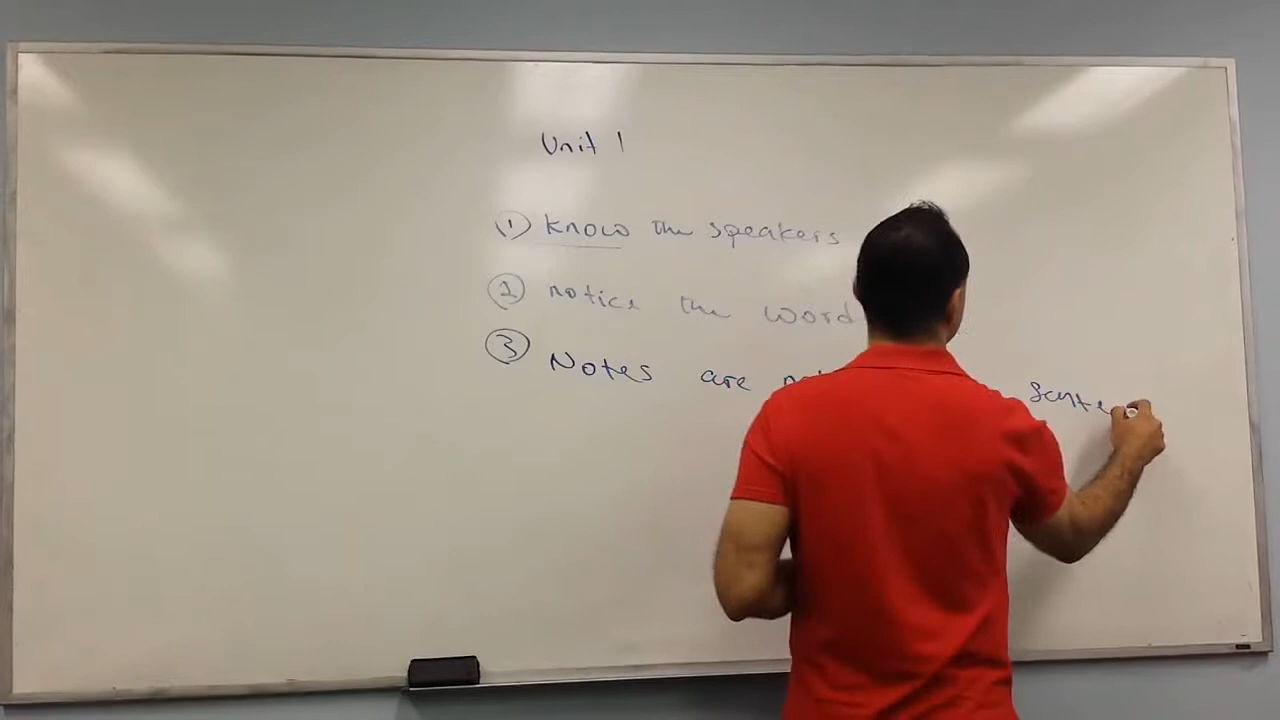 Unit 1
① Know the speakers
② notice the word
③ Notes are